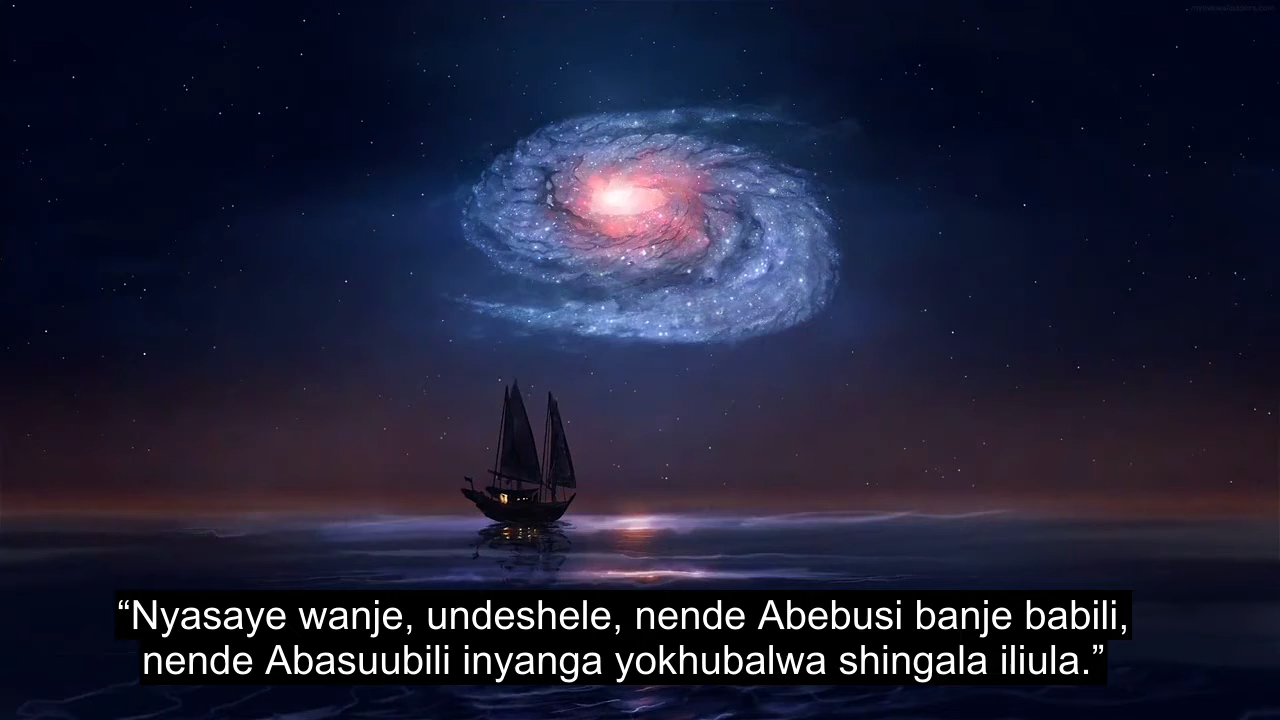 “Nyasaye wanje, undeshele, nende Abebusi banje babili,
nende Abasuubili inyanga yokhubalwa shingala iliula.”